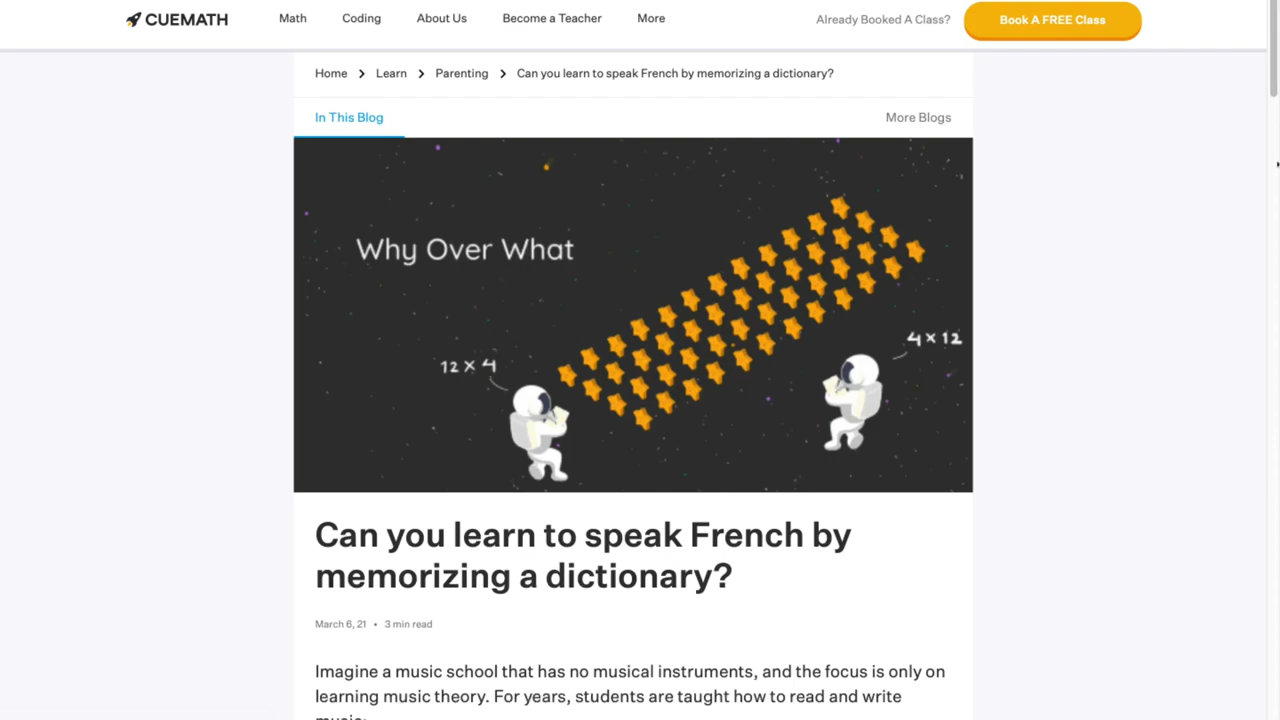 CUEMATH
Math
Coding
About Us
Become a Teacher
More
Already Booked A Class?
Book A FREE Class
Home > Learn > Parenting > Can you learn to speak French by memorizing a dictionary?
In This Blog
More Blogs
Why Over What
12 × 4
4 × 12
Can you learn to speak French by
memorizing a dictionary?
March 6, 21 • 3 min read
Imagine a music school that has no musical instruments, and the focus is only on
learning music theory. For years, students are taught how to read and write